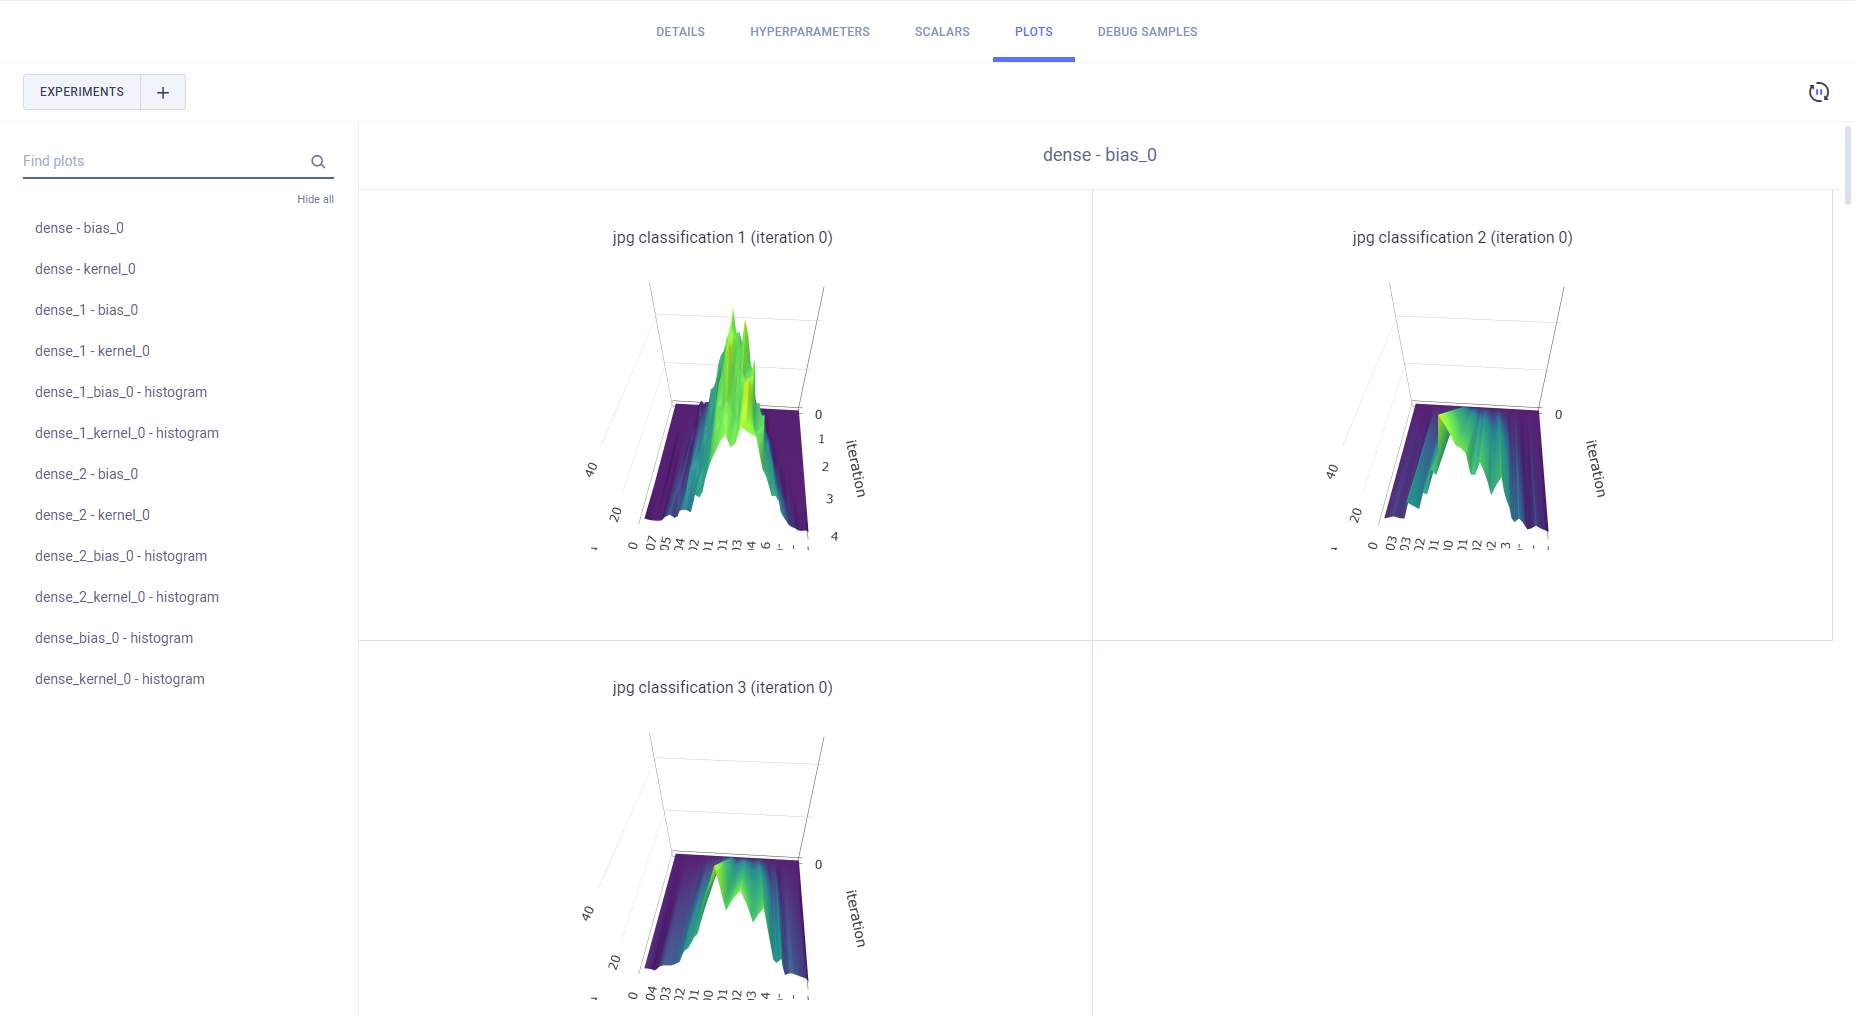 DETAILS HYPERPARAMETERS SCALARS PLOTS DEBUG SAMPLES
EXPERIMENTS +
Find plots
Hide all
dense - bias_0
dense - kernel_0
dense_1 - bias_0
dense_1 - kernel_0
dense_1_bias_0 - histogram
dense_1_kernel_0 - histogram
dense_2 - bias_0
dense_2 - kernel_0
dense_2_bias_0 - histogram
dense_2_kernel_0 - histogram
dense_bias_0 - histogram
dense_kernel_0 - histogram
dense - bias_0
jpg classification 1 (iteration 0)
0
1
2
3
4
iteration
40
20
0 07 05 04 02 01 01 03 04 6
jpg classification 2 (iteration 0)
0
iteration
40
20
0 03 03 02 01 00 01 02 02 3
jpg classification 3 (iteration 0)
0
iteration
40
20
0 04 03 02 01 00 01 02 03 4